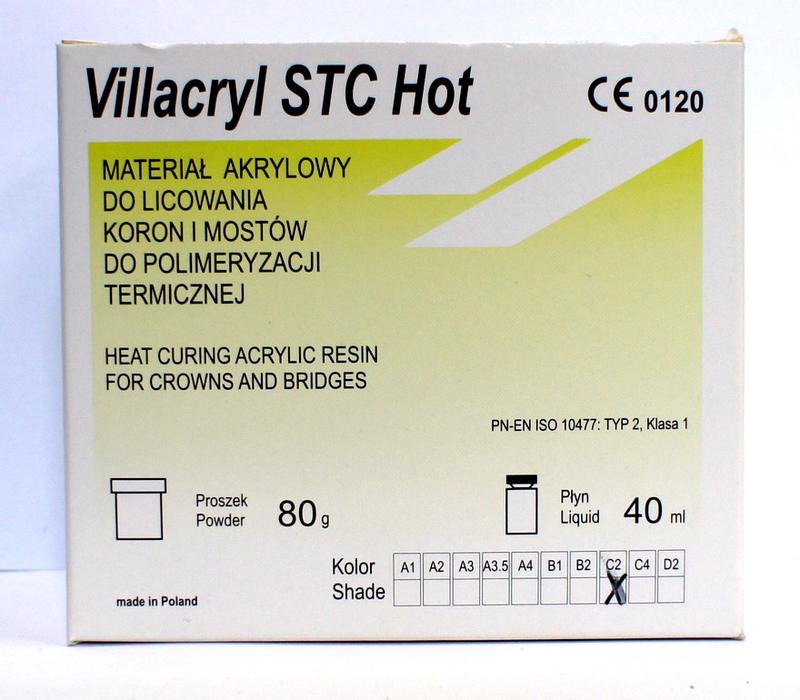 Villacryl STC Hot
CE 0120
MATERIAŁ AKRYLOWY
DO LICOWANIA
KORON I MOSTÓW
DO POLIMERYZACJI
TERMICZNEJ
HEAT CURING ACRYLIC RESIN
FOR CROWNS AND BRIDGES
PN-EN ISO 10477: TYP 2, Klasa 1
Proszek
Powder
80 g
Płyn
Liquid
40 ml
Kolor
Shade
A1 A2 A3 A3.5 A4 B1 B2 C2 C4 D2
X
made in Poland